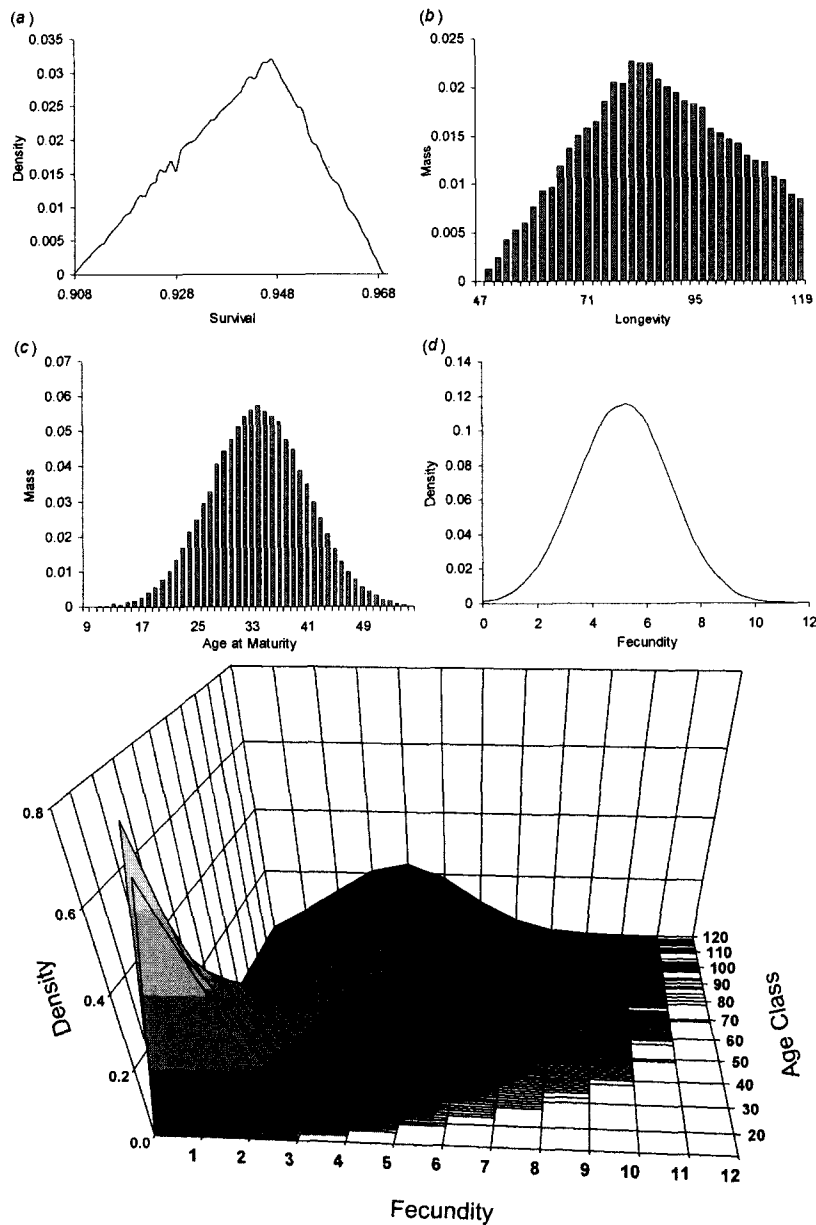 (a)
0.035
0.03
0.025
0.02
0.015
0.01
0.005
0
Density
0.908 0.928 0.948 0.968
Survival
(b)
0.025
0.02
0.015
0.01
0.005
0
Mass
47 71 95 119
Longevity
(c)
0.07
0.06
0.05
0.04
0.03
0.02
0.01
0
Mass
9 17 25 33 41 49
Age at Maturity
(d)
0.14
0.12
0.1
0.08
0.06
0.04
0.02
0
Density
0 2 4 6 8 10 12
Fecundity
0.8
0.6
0.4
0.2
0.0
Density
1 2 3 4 5 6 7 8 9 10 11 12
Fecundity
120
110
100
90
80
70
60
50
40
30
20
Age Class